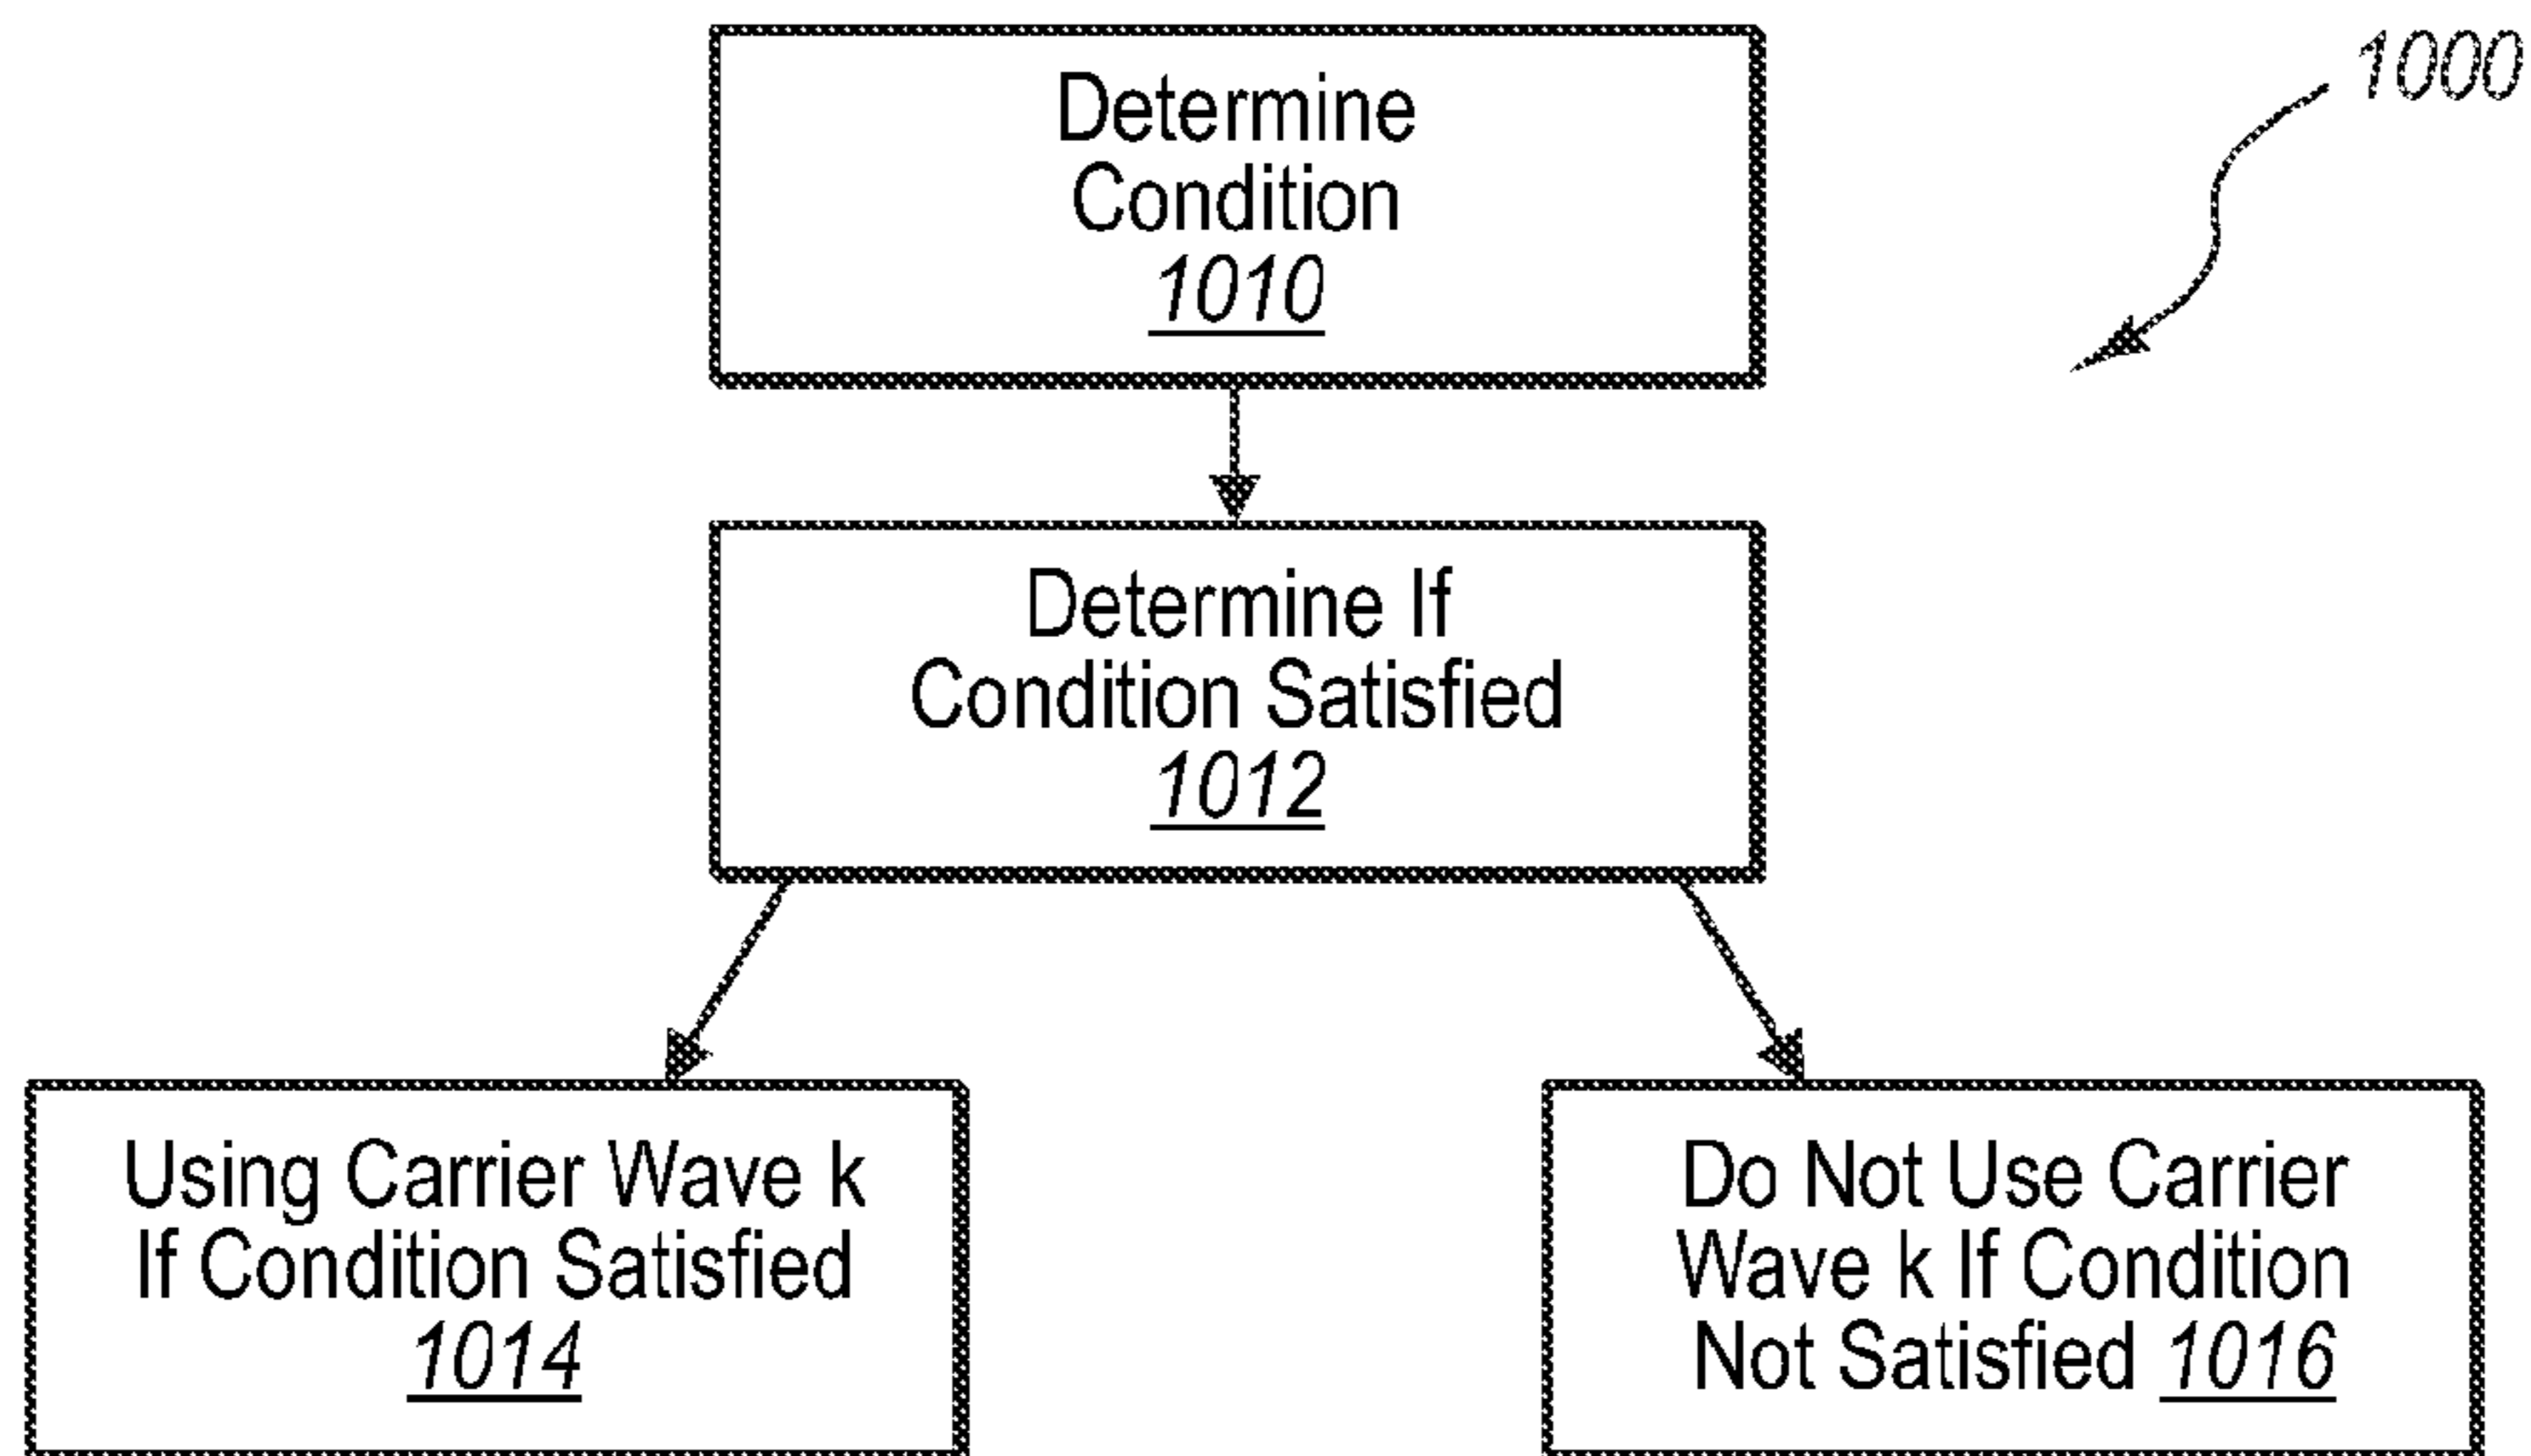 1000
Determine
Condition
1010
Determine If
Condition Satisfied
1012
Using Carrier Wave k
If Condition Satisfied
1014
Do Not Use Carrier
Wave k If Condition
Not Satisfied 1016